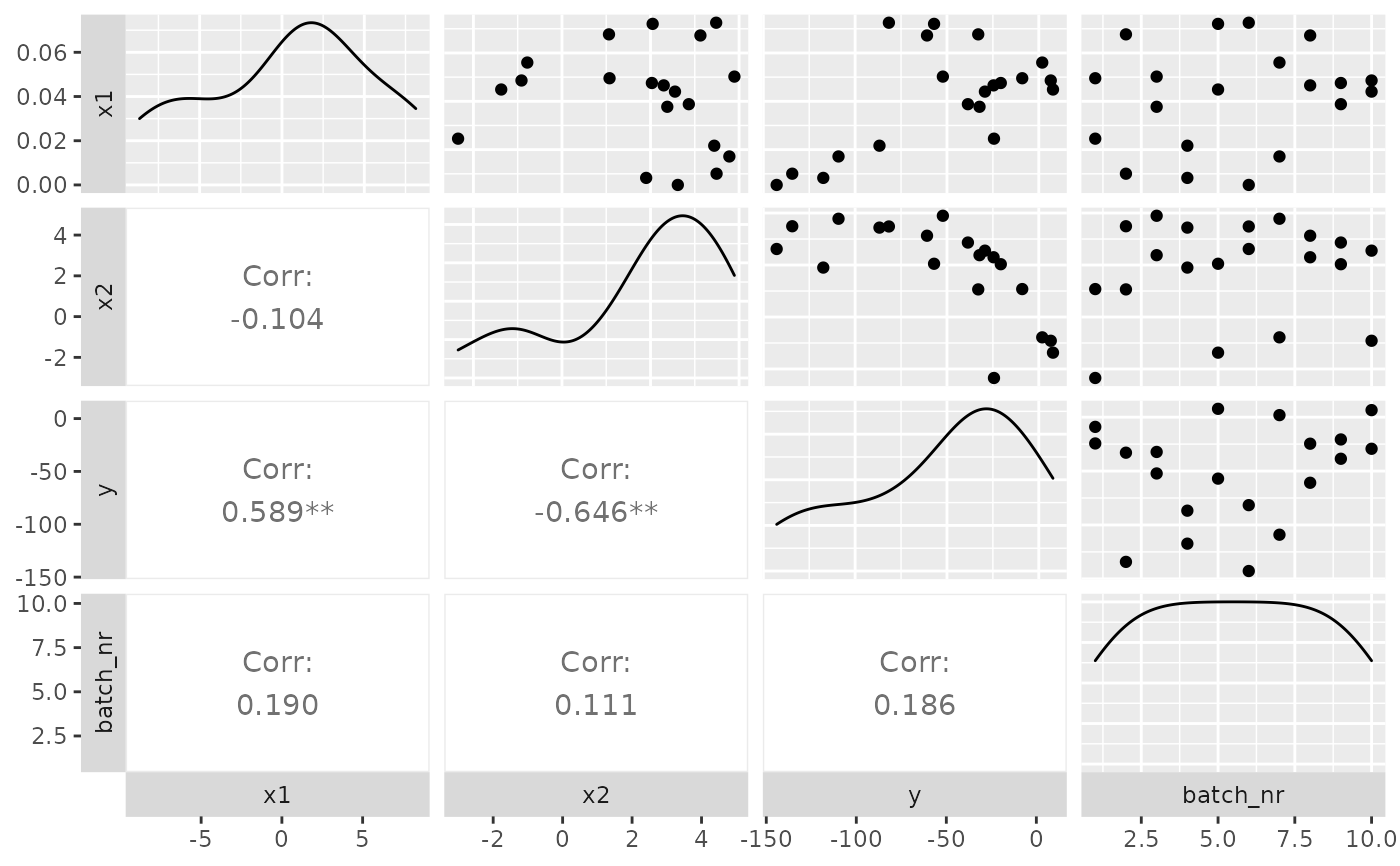 0.06
0.04
0.02
0.00
x1
4
2
0
-2
x2
Corr:
-0.104
0
-50
-100
-150
y
Corr:
0.589**
Corr:
-0.646**
10.0
7.5
5.0
2.5
batch_nr
Corr:
0.190
Corr:
0.111
Corr:
0.186
x1 x2 y batch_nr
-5 0 5 -2 0 2 4 -150 -100 -50 0 2.5 5.0 7.5 10.0